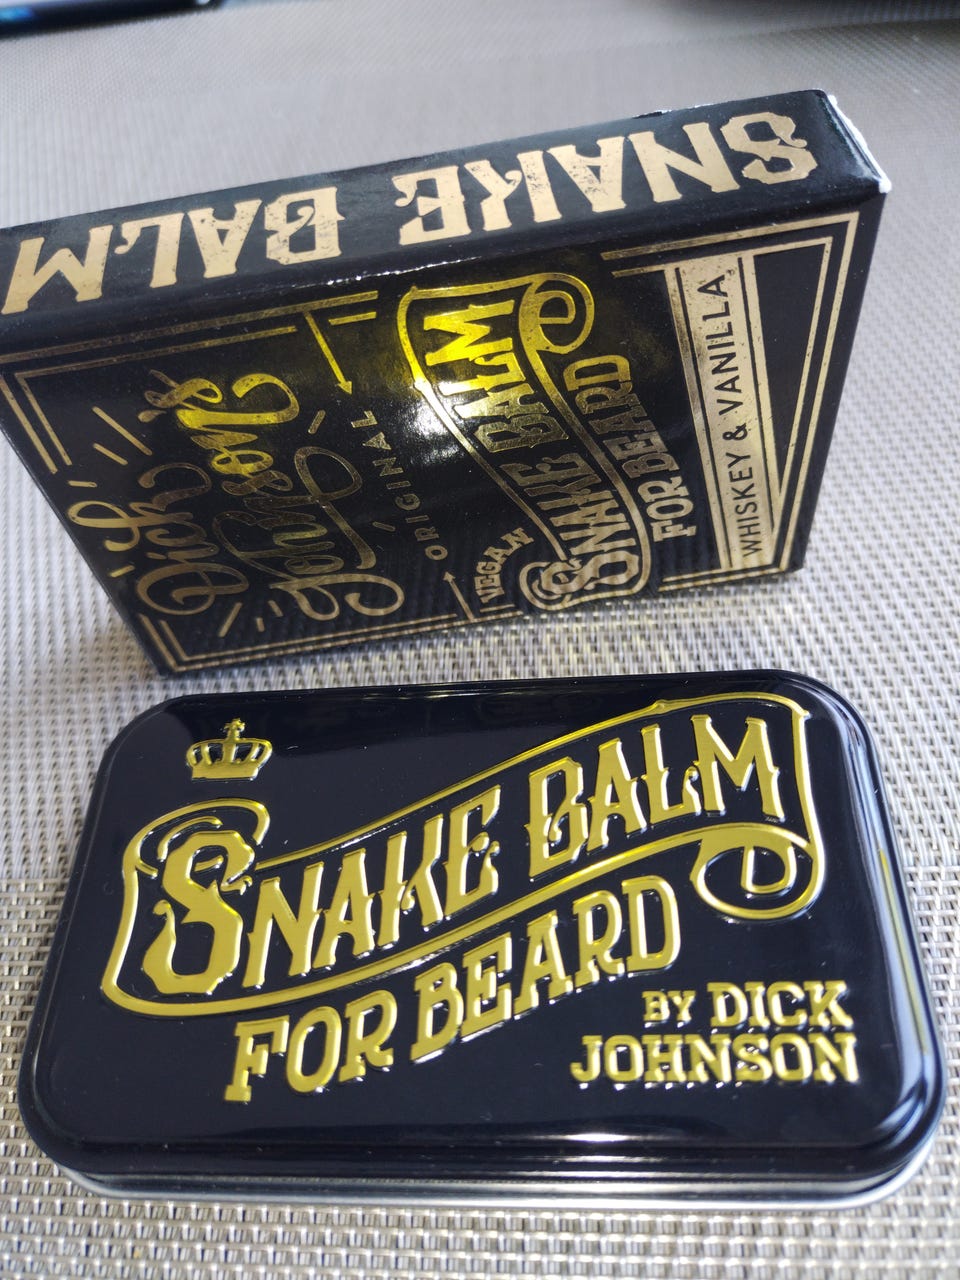 SNAKE BALM
Dick
Johnson's
ORIGINAL
VEGAN
SNAKE BALM
FOR BEARD
WHISKEY & VANILLA
SNAKE BALM
FOR BEARD
BY DICK
JOHNSON